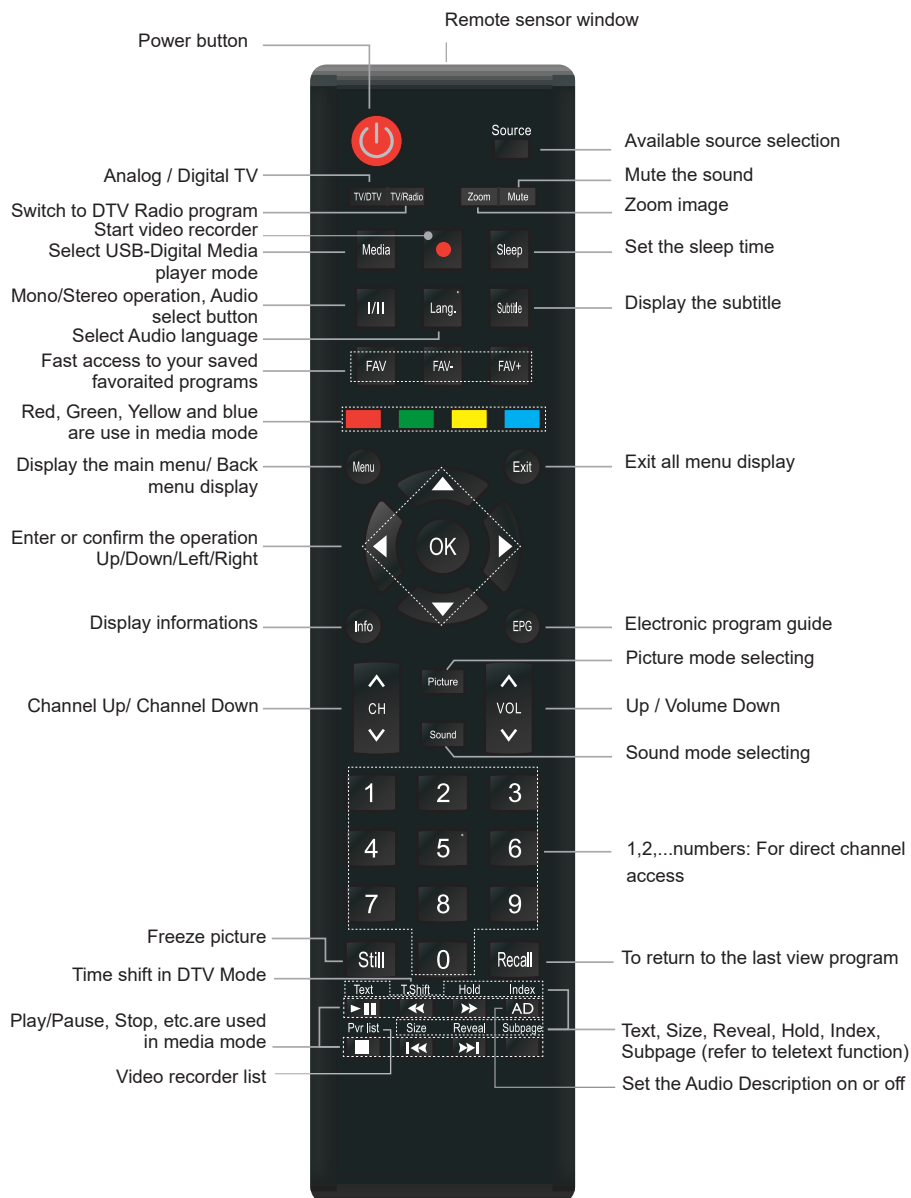 Remote sensor window
Power button
Source
Available source selection
Analog / Digital TV
Mute the sound
TV/DTV TV/Radio
Zoom Mute
Switch to DTV Radio program
Zoom image
Start video recorder
Select USB-Digital Media
player mode
Media
Sleep
Set the sleep time
Mono/Stereo operation, Audio
select button
I/II
Lang.
Subtitle
Display the subtitle
Select Audio language
Fast access to your saved
favoraited programs
FAV
FAV-
FAV+
Red, Green, Yellow and blue
are use in media mode
Display the main menu/ Back
menu display
Menu
Exit
Exit all menu display
Enter or confirm the operation
Up/Down/Left/Right
OK
Display informations
Info
EPG
Electronic program guide
Picture mode selecting
Picture
Channel Up/ Channel Down
CH
VOL
Up / Volume Down
Sound
Sound mode selecting
1 2 3
4 5 6
1,2,...numbers: For direct channel
access
7 8 9
Freeze picture
Still
0
Recall
To return to the last view program
Time shift in DTV Mode
Text T.Shift Hold Index
AD
Play/Pause, Stop, etc.are used
in media mode
Pvr list Size Reveal Subpage
Text, Size, Reveal, Hold, Index,
Subpage (refer to teletext function)
Video recorder list
Set the Audio Description on or off